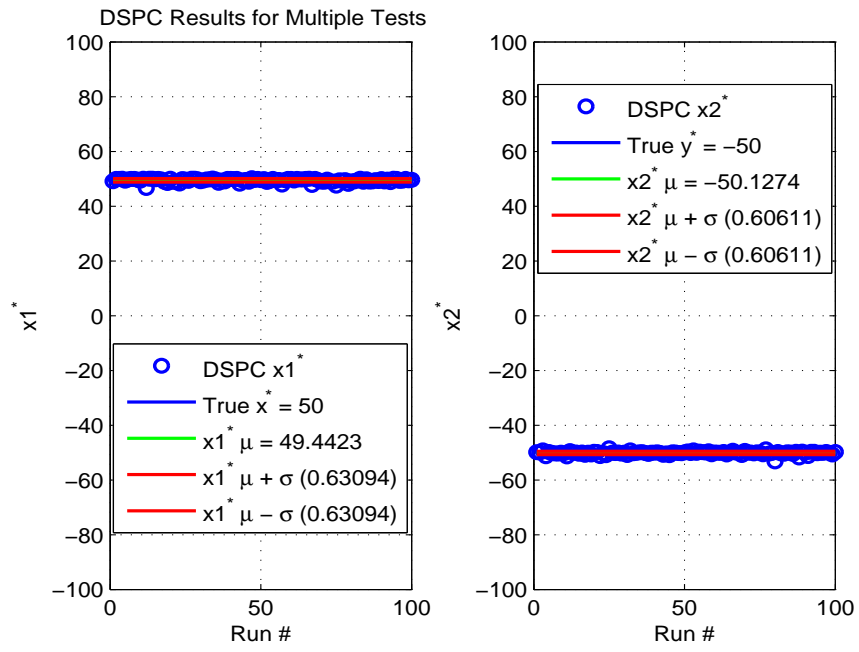 DSPC Results for Multiple Tests
100
80
60
40
20
0
−20
−40
−60
−80
−100
x1*
DSPC x1*
True x* = 50
x1* μ = 49.4423
x1* μ + σ (0.63094)
x1* μ − σ (0.63094)
0
50
100
Run #
100
80
60
40
20
0
−20
−40
−60
−80
−100
x2*
DSPC x2*
True y* = −50
x2* μ = −50.1274
x2* μ + σ (0.60611)
x2* μ − σ (0.60611)
0
50
100
Run #